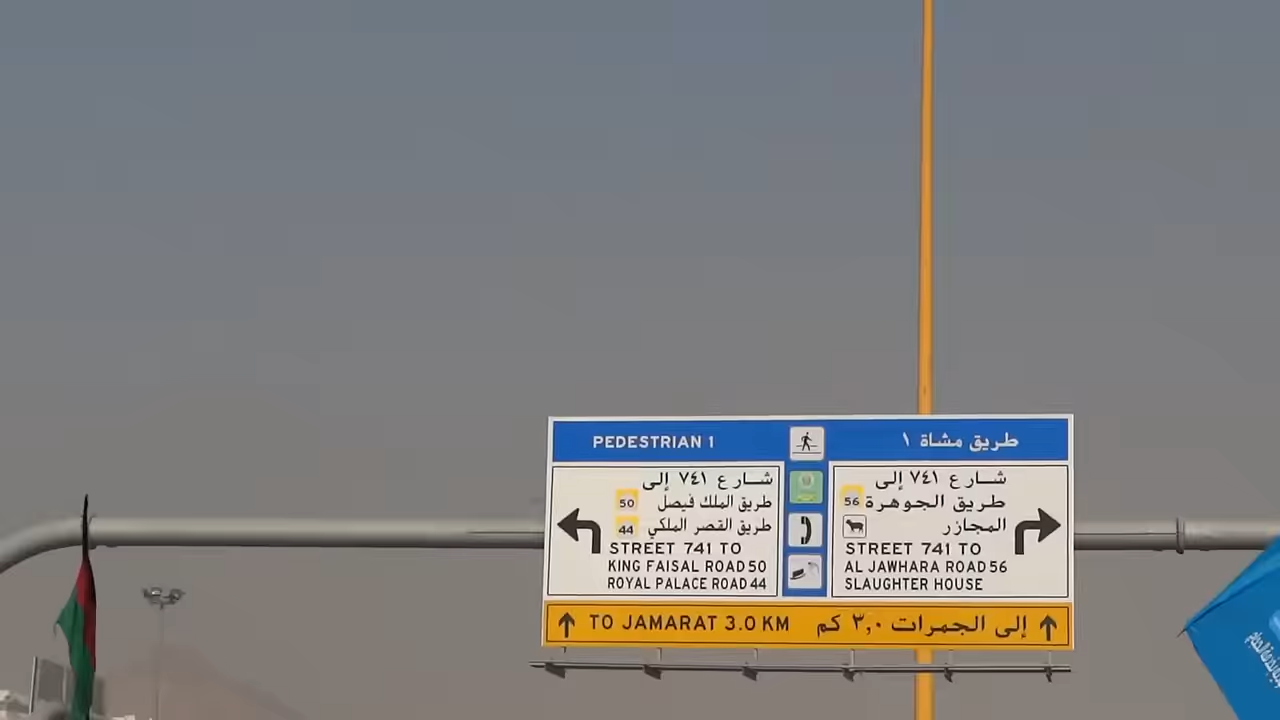 PEDESTRIAN 1
طريق مشاة ١
شارع ٧٤١ إلى
طريق الملك فيصل 50
طريق القصر الملكي 44
STREET 741 TO
KING FAISAL ROAD 50
ROYAL PALACE ROAD 44
شارع ٧٤١ إلى
طريق الجوهرة 56
المجازر
STREET 741 TO
AL JAWHARA ROAD 56
SLAUGHTER HOUSE
TO JAMARAT 3.0 KM
إلى الجمرات ٣,٠ كم